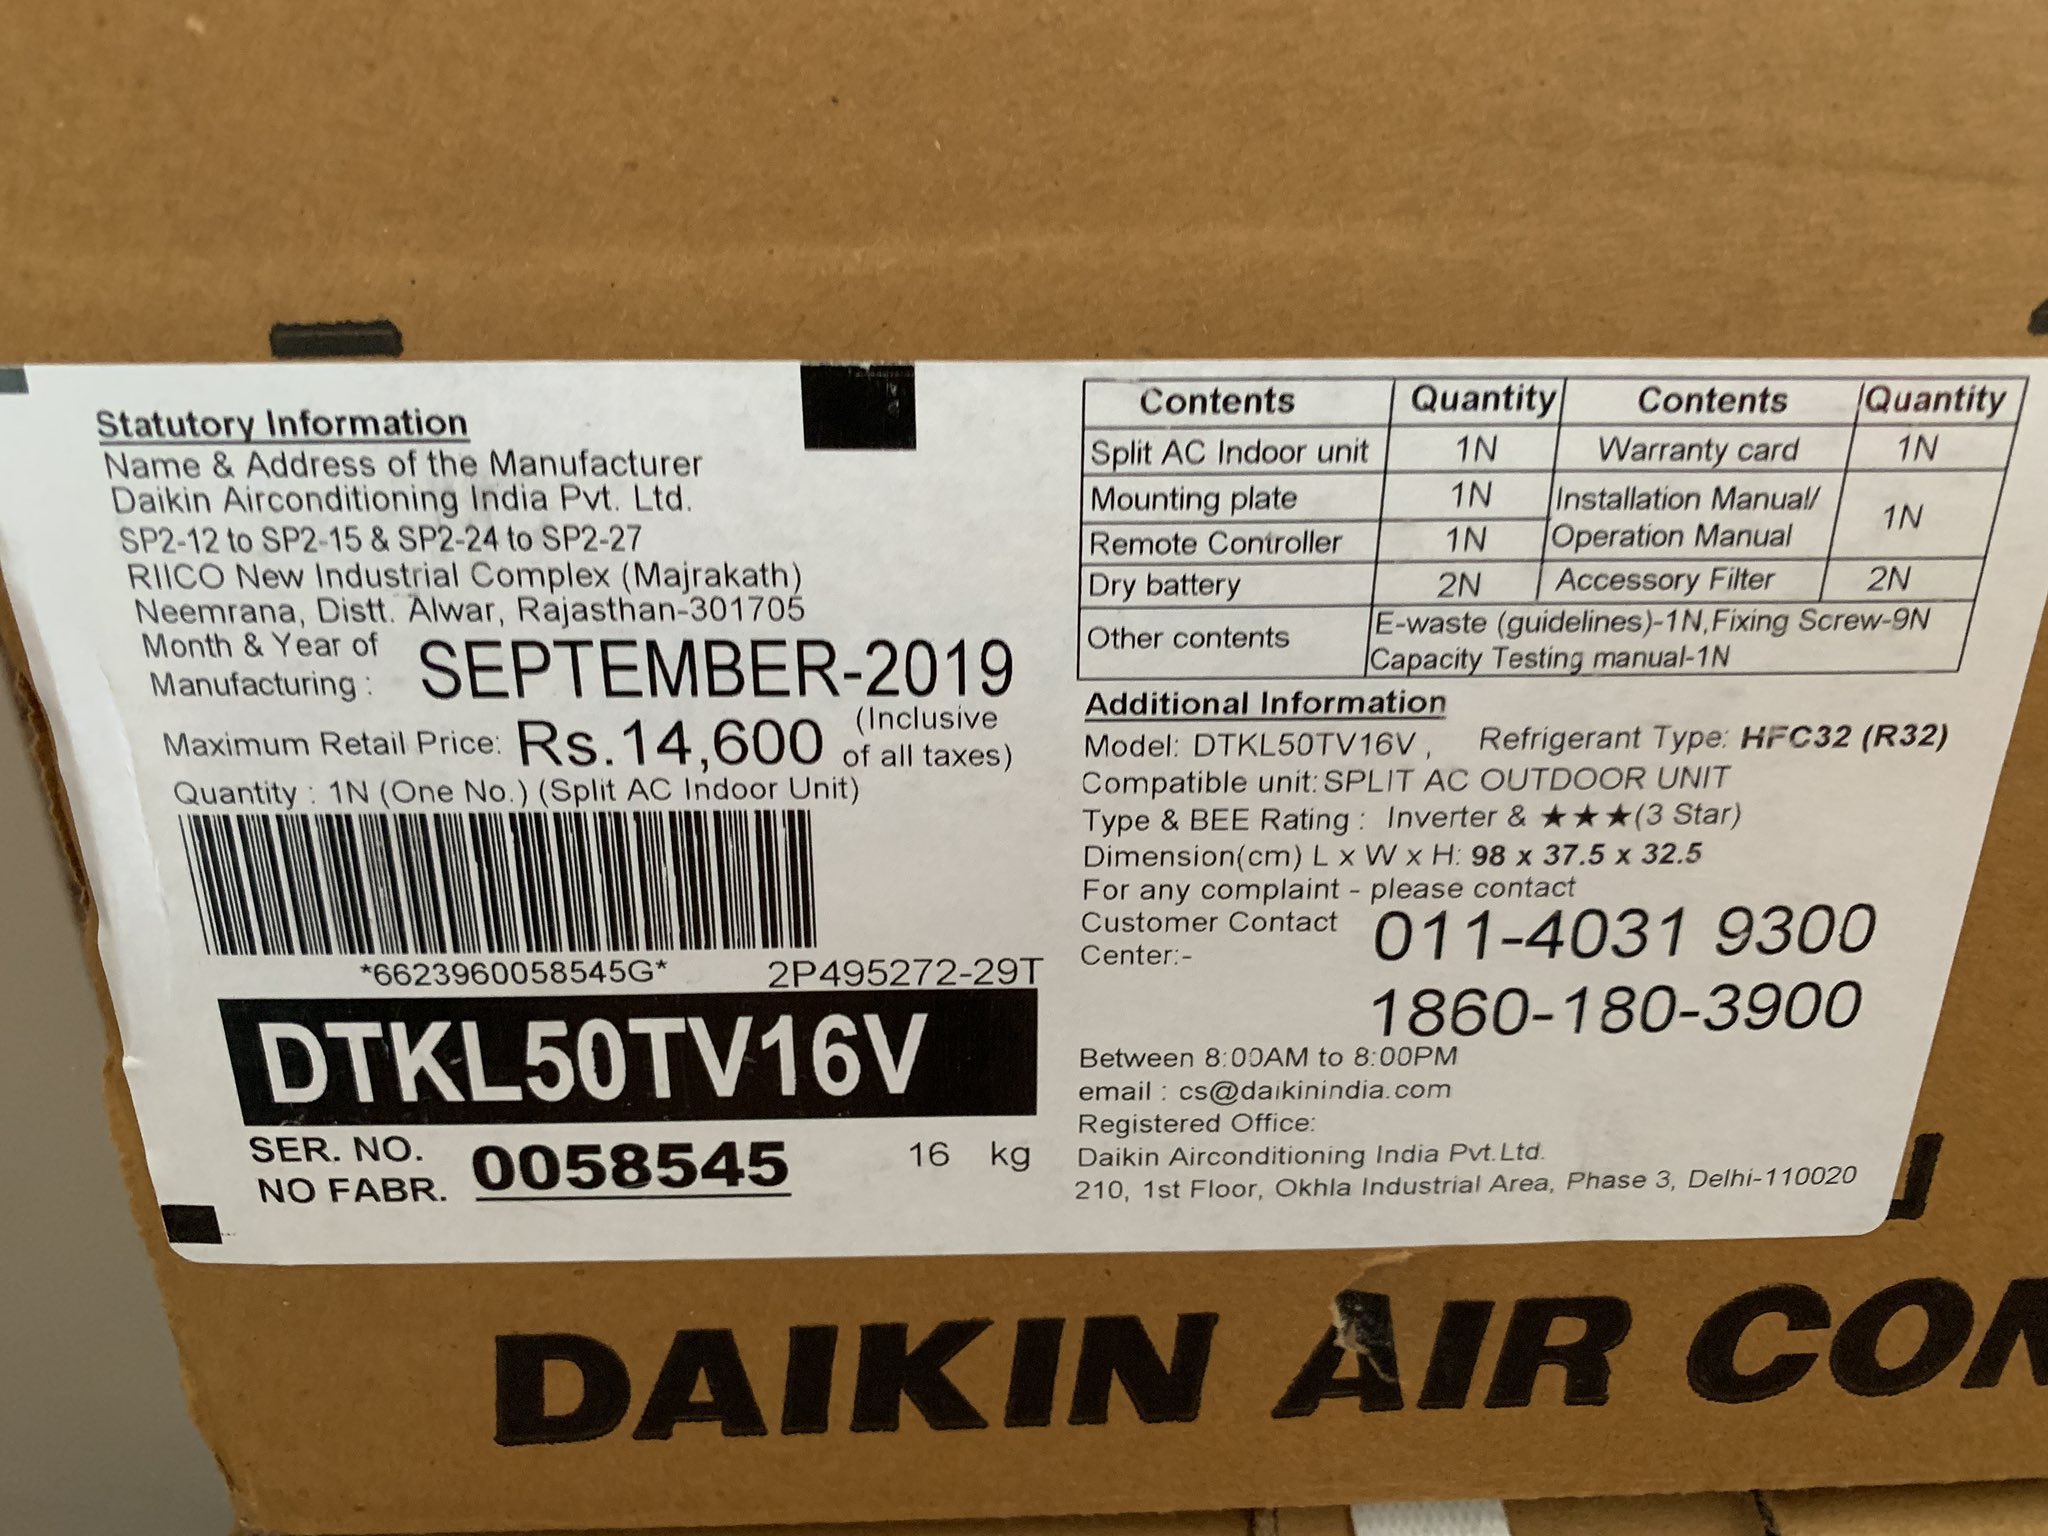 Statutory Information
Name & Address of the Manufacturer
Daikin Airconditioning India Pvt. Ltd.
SP2-12 to SP2-15 & SP2-24 to SP2-27
RIICO New Industrial Complex (Majrakath)
Neemrana, Distt. Alwar, Rajasthan-301705
Month & Year of
Manufacturing : SEPTEMBER-2019
Maximum Retail Price: Rs.14,600 (Inclusive
of all taxes)
Quantity : 1N (One No.) (Split AC Indoor Unit)
*6623960058545G* 2P495272-29T
DTKL50TV16V
SER. NO.
NO FABR. 0058545 16 kg
Contents Quantity Contents Quantity
Split AC Indoor unit 1N Warranty card 1N
Mounting plate 1N Installation Manual/
Remote Controller 1N Operation Manual 1N
Dry battery 2N Accessory Filter 2N
Other contents E-waste (guidelines)-1N,Fixing Screw-9N
Capacity Testing manual-1N
Additional Information
Model: DTKL50TV16V , Refrigerant Type: HFC32 (R32)
Compatible unit: SPLIT AC OUTDOOR UNIT
Type & BEE Rating : Inverter & ★★★(3 Star)
Dimension(cm) L x W x H: 98 x 37.5 x 32.5
For any complaint - please contact
Customer Contact
Center:- 011-4031 9300
1860-180-3900
Between 8:00AM to 8:00PM
email : cs@daikinindia.com
Registered Office:
Daikin Airconditioning India Pvt.Ltd.
210, 1st Floor, Okhla Industrial Area, Phase 3, Delhi-110020
DAIKIN AIR CON